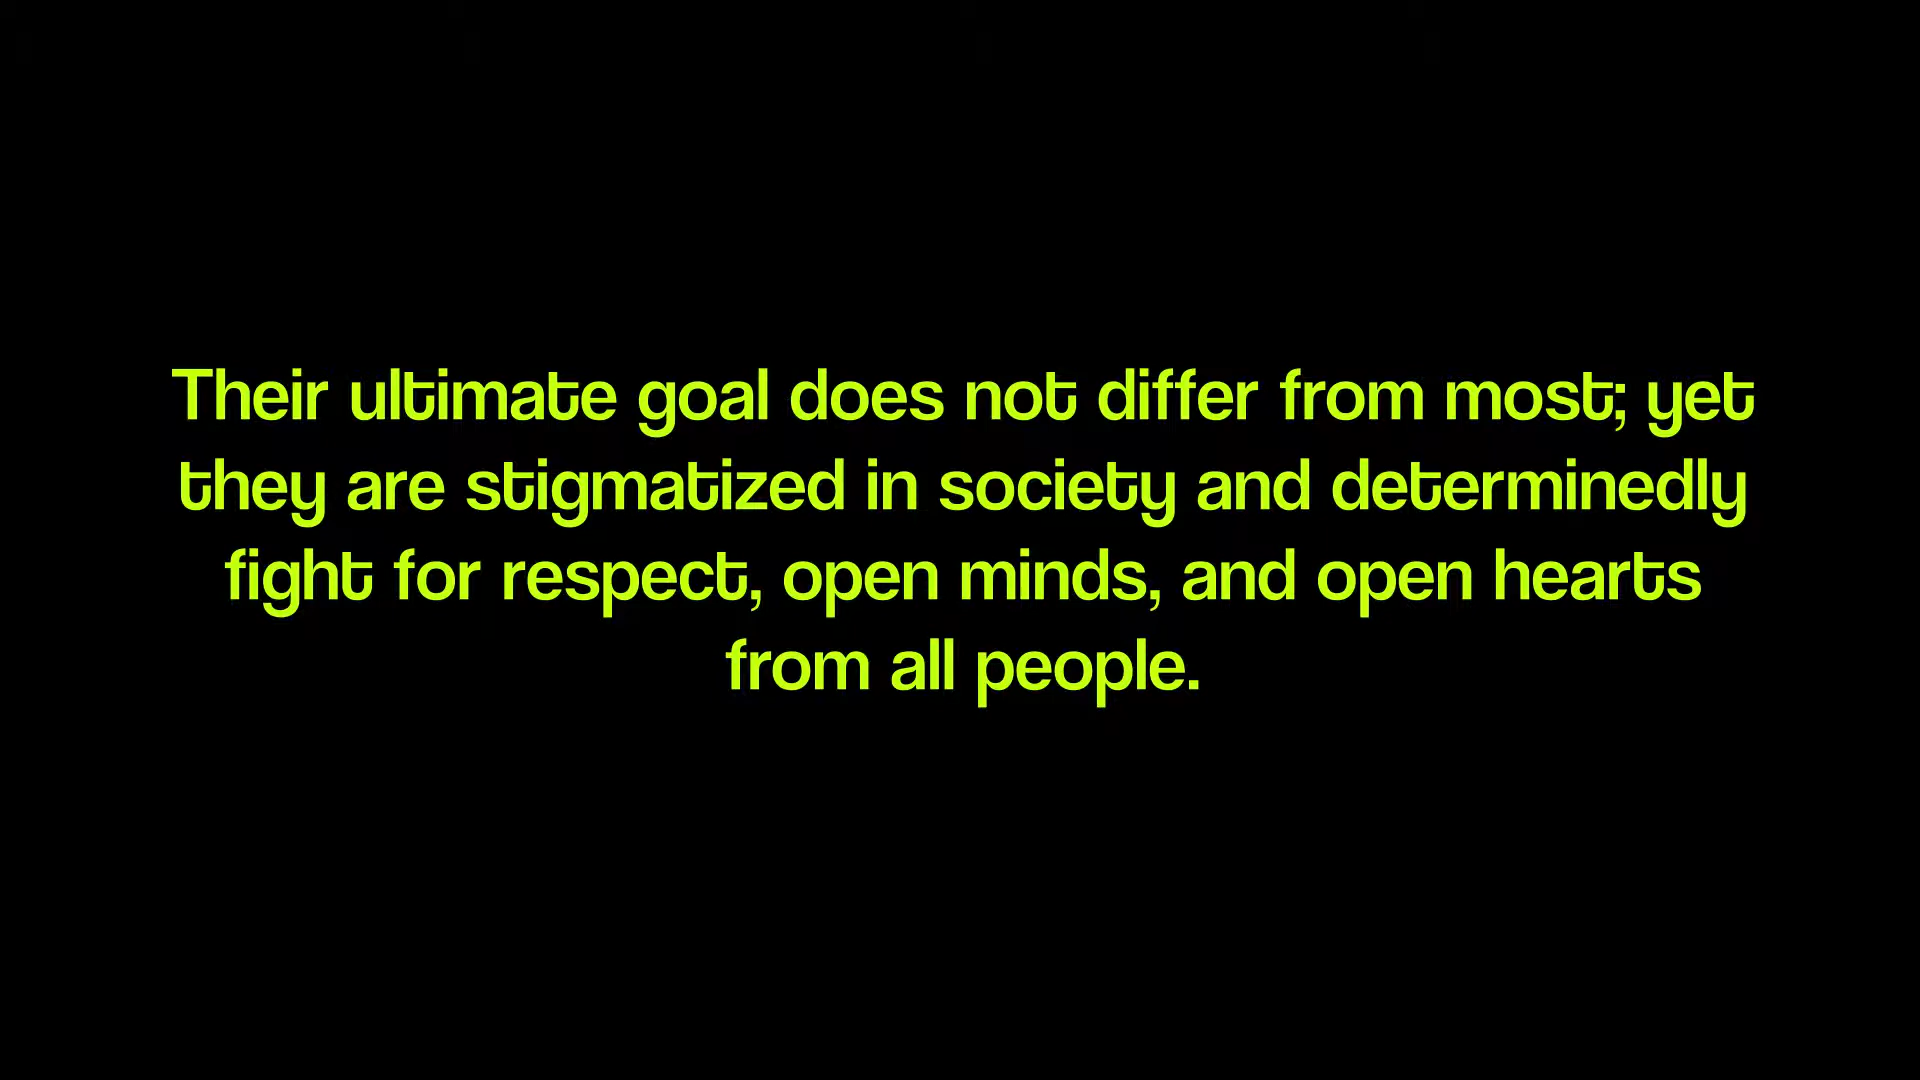 Their ultimate goal does not differ from most; yet
they are stigmatized in society and determinedly
fight for respect, open minds, and open hearts
from all people.